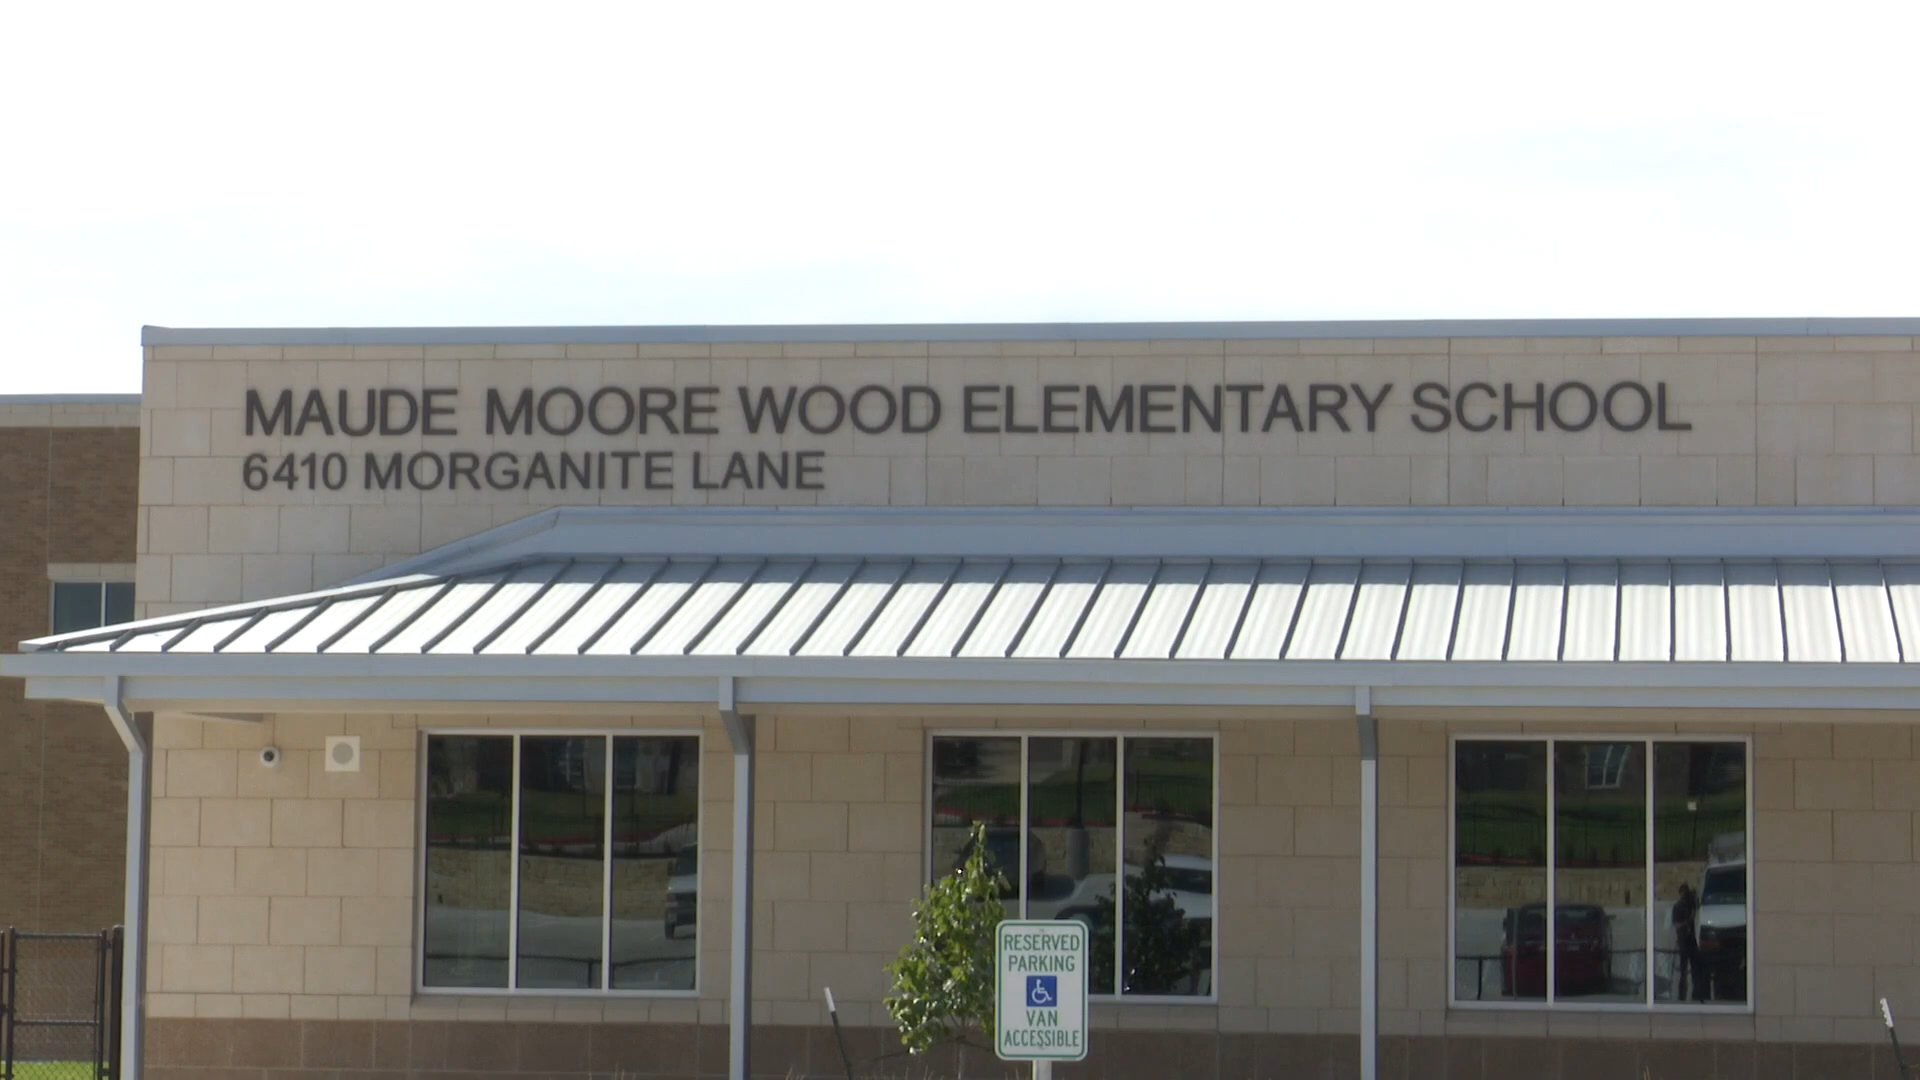 MAUDE MOORE WOOD ELEMENTARY SCHOOL
6410 MORGANITE LANE
RESERVED
PARKING
VAN
ACCESSIBLE